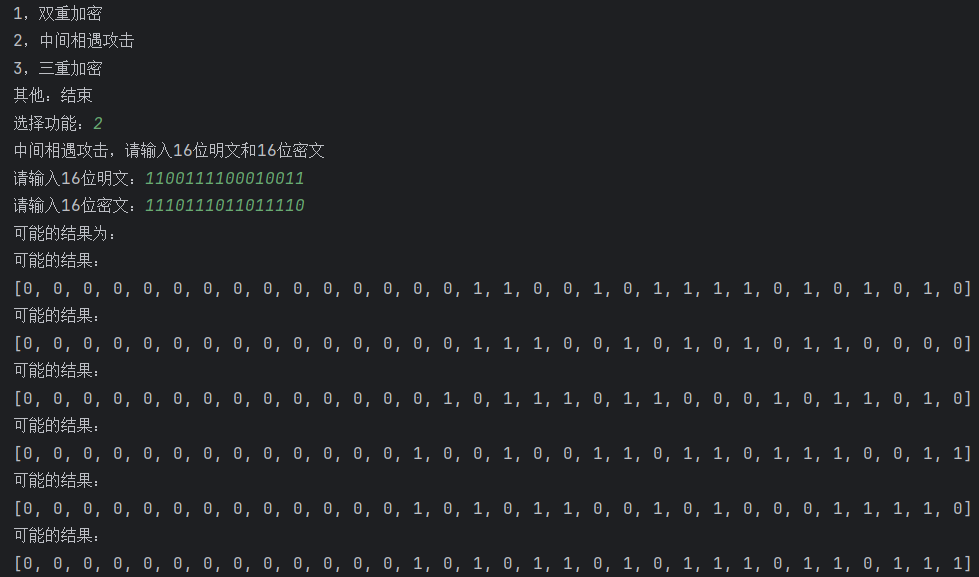 1，双重加密
2，中间相遇攻击
3，三重加密
其他：结束
选择功能：2
中间相遇攻击，请输入16位明文和16位密文
请输入16位明文：1100111100010011
请输入16位密文：1110111011011110
可能的结果为：
可能的结果：
[0, 0, 0, 0, 0, 0, 0, 0, 0, 0, 0, 0, 0, 0, 0, 1, 1, 0, 0, 1, 0, 1, 1, 1, 1, 0, 1, 0, 1, 0, 1, 0]
可能的结果：
[0, 0, 0, 0, 0, 0, 0, 0, 0, 0, 0, 0, 0, 0, 0, 1, 1, 1, 0, 0, 1, 0, 1, 0, 1, 0, 1, 1, 0, 0, 0, 0]
可能的结果：
[0, 0, 0, 0, 0, 0, 0, 0, 0, 0, 0, 0, 0, 0, 1, 0, 1, 1, 1, 0, 1, 1, 0, 0, 0, 1, 0, 1, 1, 0, 1, 0]
可能的结果：
[0, 0, 0, 0, 0, 0, 0, 0, 0, 0, 0, 0, 0, 1, 0, 0, 1, 0, 0, 1, 1, 0, 1, 1, 0, 1, 1, 1, 0, 0, 1, 1]
可能的结果：
[0, 0, 0, 0, 0, 0, 0, 0, 0, 0, 0, 0, 0, 1, 0, 1, 0, 1, 1, 0, 0, 1, 0, 1, 0, 0, 0, 1, 1, 1, 1, 0]
可能的结果：
[0, 0, 0, 0, 0, 0, 0, 0, 0, 0, 0, 0, 0, 1, 0, 1, 0, 1, 1, 0, 1, 0, 1, 1, 1, 0, 1, 1, 0, 1, 1, 1]